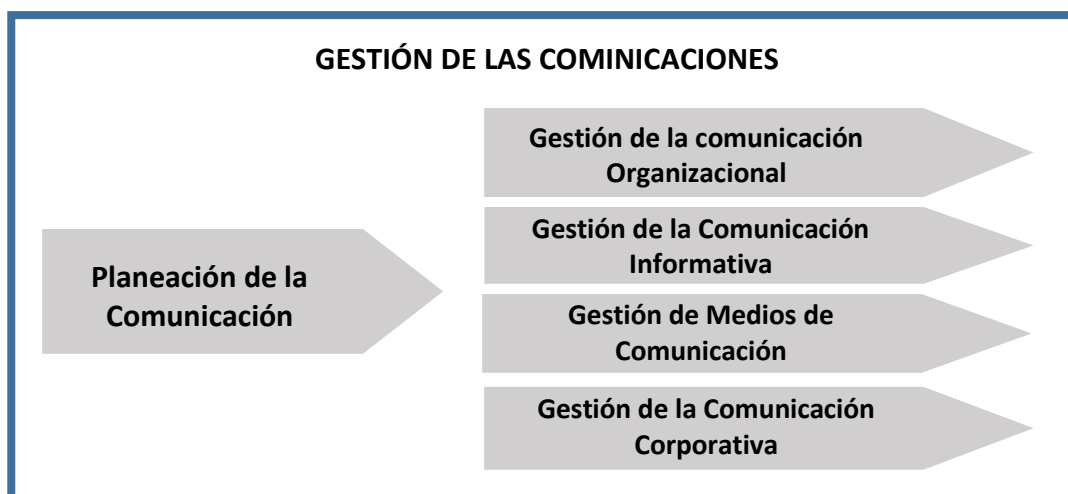 GESTIÓN DE LAS COMINICACIONES
Gestión de la comunicación
Organizacional
Gestión de la Comunicación
Informativa
Planeación de la
Comunicación
Gestión de Medios de
Comunicación
Gestión de la Comunicación
Corporativa